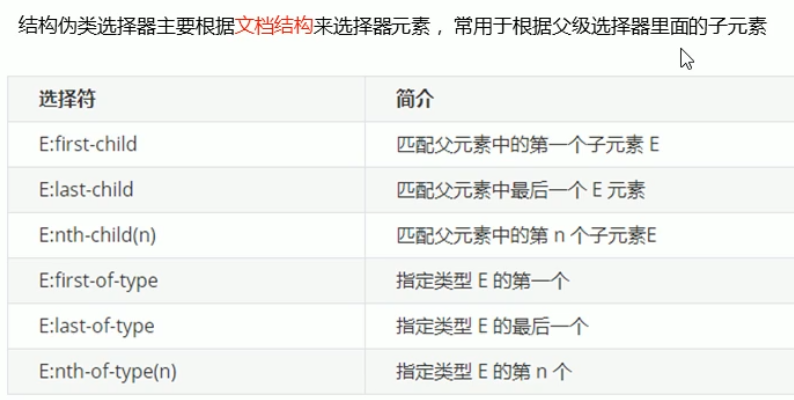 结构伪类选择器主要根据文档结构来选择器元素，常用于根据父级选择器里面的子元素
选择符 简介
E:first-child 匹配父元素中的第一个子元素 E
E:last-child 匹配父元素中最后一个 E 元素
E:nth-child(n) 匹配父元素中的第 n 个子元素E
E:first-of-type 指定类型 E 的第一个
E:last-of-type 指定类型 E 的最后一个
E:nth-of-type(n) 指定类型 E 的第 n 个